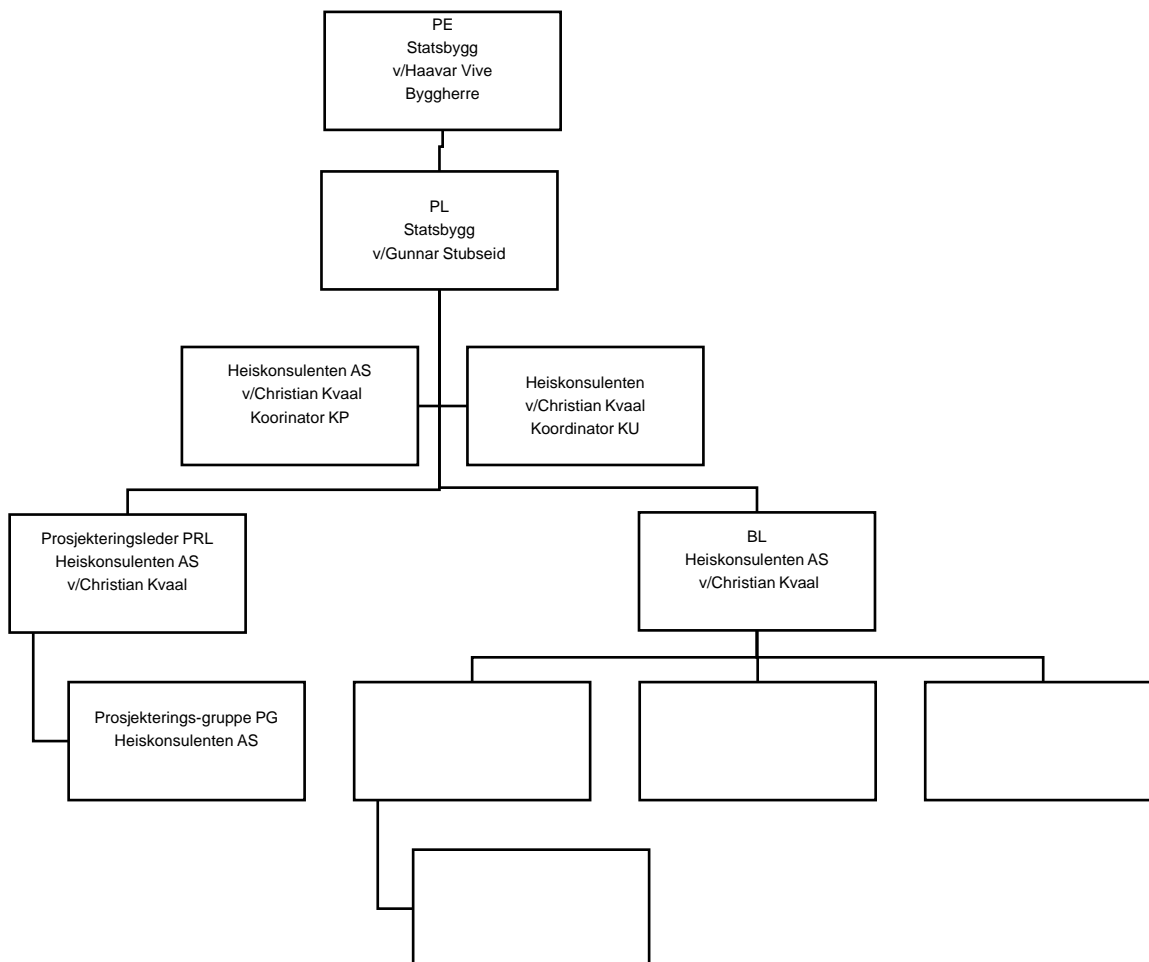 PE
Statsbygg
v/Haavar Vive
Byggherre
PL
Statsbygg
v/Gunnar Stubseid
Heiskonsulenten AS
v/Christian Kvaal
Koorinator KP
Heiskonsulenten
v/Christian Kvaal
Koordinator KU
Prosjekteringsleder PRL
Heiskonsulenten AS
v/Christian Kvaal
BL
Heiskonsulenten AS
v/Christian Kvaal
Prosjekterings-gruppe PG
Heiskonsulenten AS